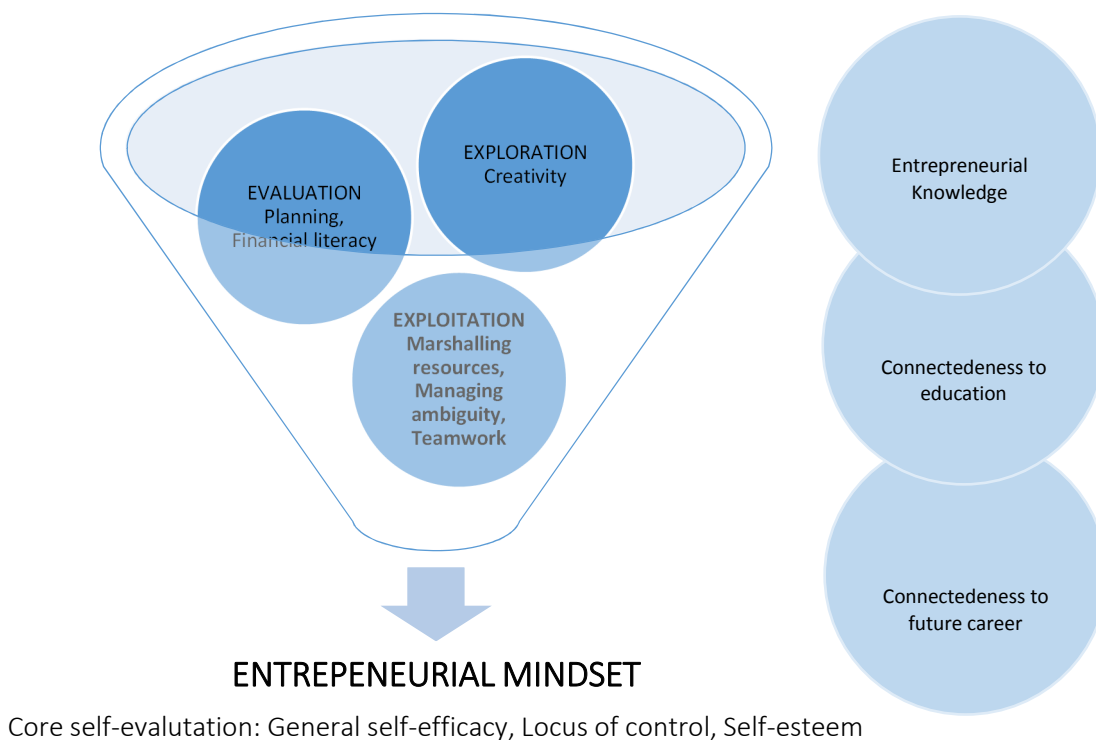 EXPLORATION
Creativity
EVALUATION
Planning,
Financial literacy
EXPLOITATION
Marshalling
resources,
Managing
ambiguity,
Teamwork
Entrepreneurial
Knowledge
Connectedeness to
education
Connectedeness to
future career
ENTREPENEURIAL MINDSET
Core self-evalutation: General self-efficacy, Locus of control, Self-esteem